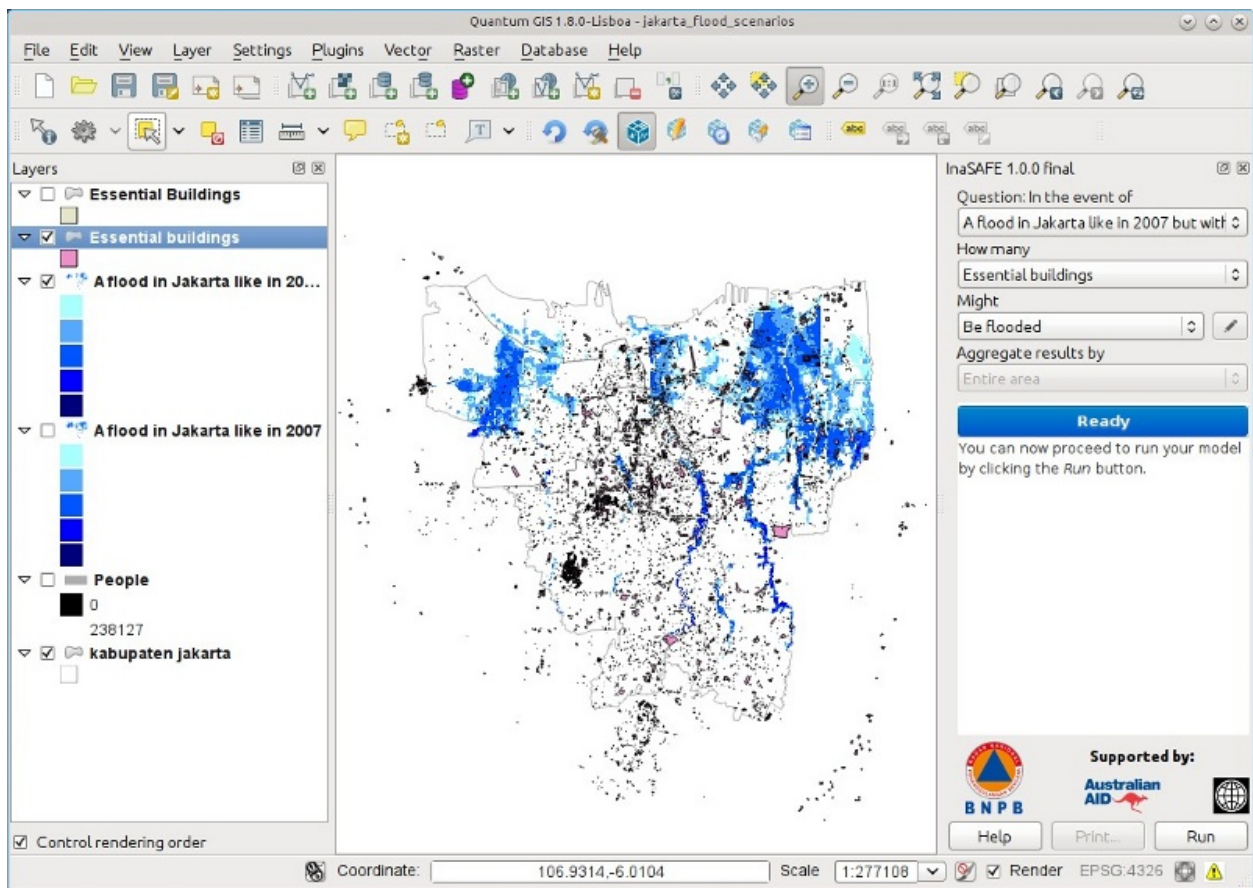 Quantum GIS 1.8.0-Lisboa - jakarta_flood_scenarios
File Edit View Layer Settings Plugins Vector Raster Database Help
Layers
Essential Buildings
Essential buildings
A flood in Jakarta like in 20...
A flood in Jakarta like in 2007
People
0
238127
kabupaten jakarta
Control rendering order
InaSAFE 1.0.0 final
Question: In the event of
A flood in Jakarta like in 2007 but with
How many
Essential buildings
Might
Be flooded
Aggregate results by
Entire area
Ready
You can now proceed to run your model
by clicking the Run button.
BNPB
Supported by:
Australian
AID
Help Print... Run
Coordinate: 106.9314,-6.0104 Scale 1:277108 Render EPSG:4326